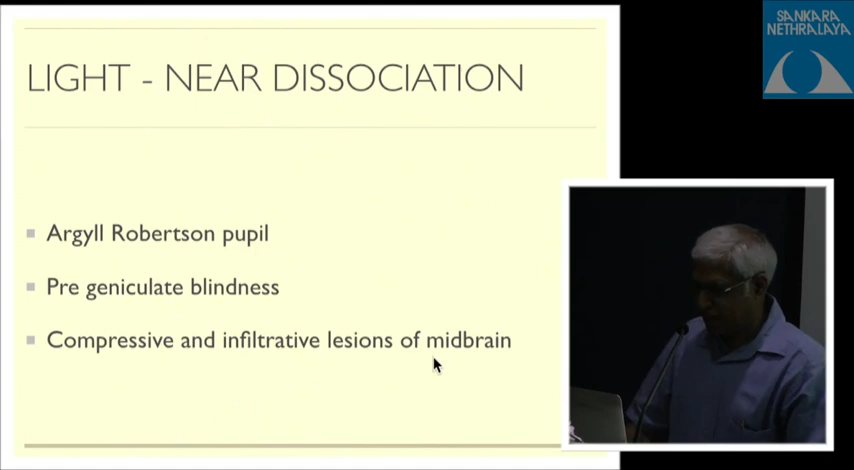 LIGHT - NEAR DISSOCIATION
Argyll Robertson pupil
Pre geniculate blindness
Compressive and infiltrative lesions of midbrain
SANKARA
NETHRALAYA